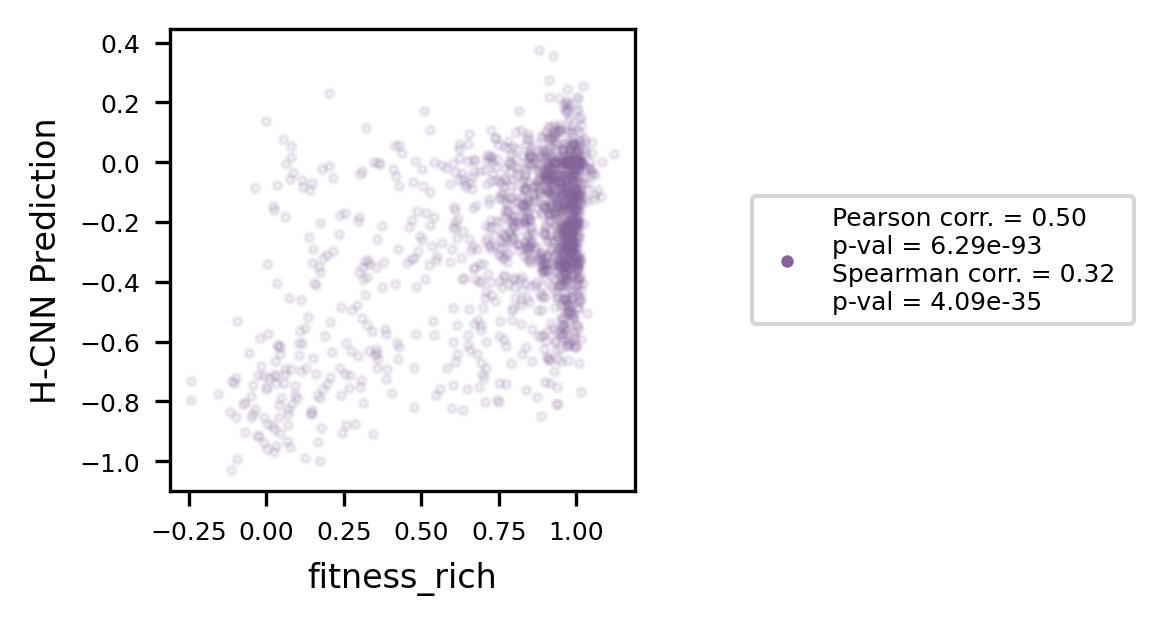 0.4
0.2
0.0
−0.2
−0.4
−0.6
−0.8
−1.0
H-CNN Prediction
−0.25 0.00 0.25 0.50 0.75 1.00
fitness_rich
Pearson corr. = 0.50
p-val = 6.29e-93
Spearman corr. = 0.32
p-val = 4.09e-35